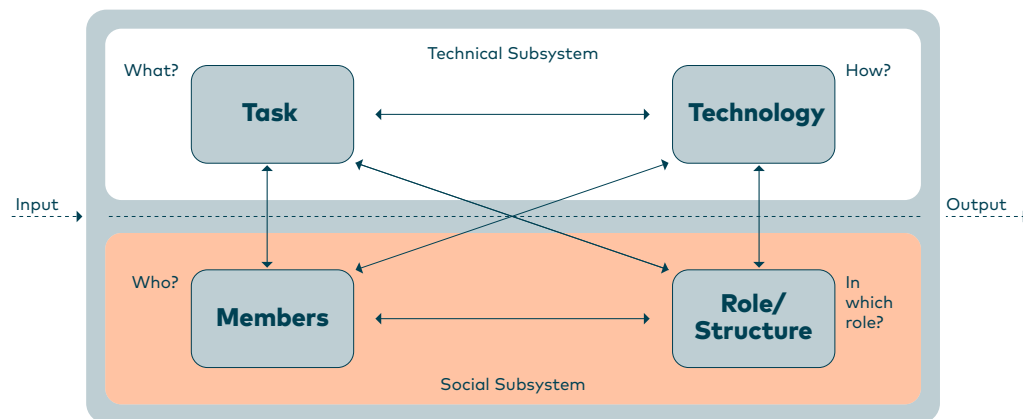 Technical Subsystem
What?
Task
How?
Technology
Input
Output
Who?
Members
In
which
role?
Role/
Structure
Social Subsystem